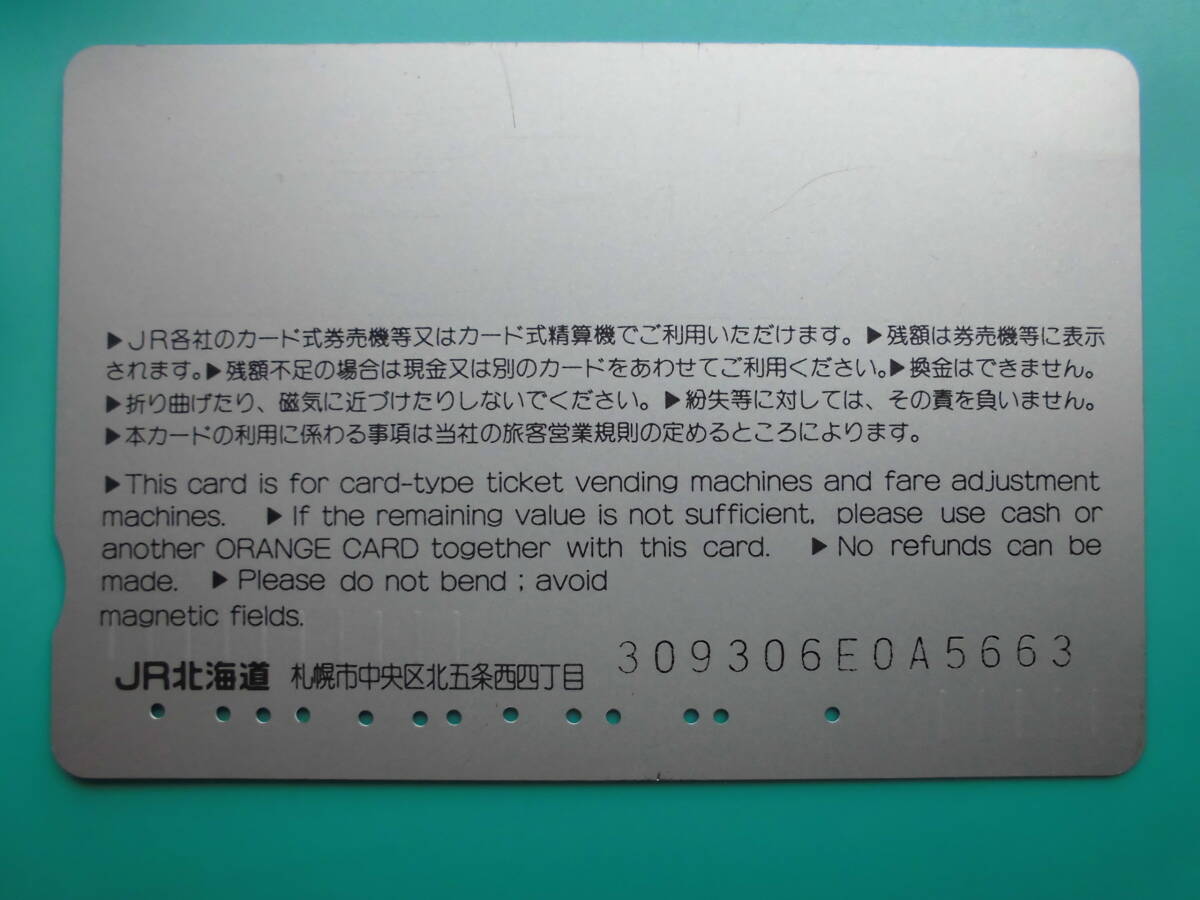 ▶JR各社のカード式券売機等又はカード式精算機でご利用いただけます。▶残額は券売機等に表示
されます。▶残額不足の場合は現金又は別のカードをあわせてご利用ください。▶換金はできません。
▶折り曲げたり、磁気に近づけたりしないでください。▶紛失等に対しては、その責を負いません。
▶本カードの利用に係わる事項は当社の旅客営業規則の定めるところによります。
▶This card is for card-type ticket vending machines and fare adjustment
machines. ▶If the remaining value is not sufficient, please use cash or
another ORANGE CARD together with this card. ▶No refunds can be
made. ▶Please do not bend ; avoid
magnetic fields.
JR北海道 札幌市中央区北五条西四丁目 309306E0A5663